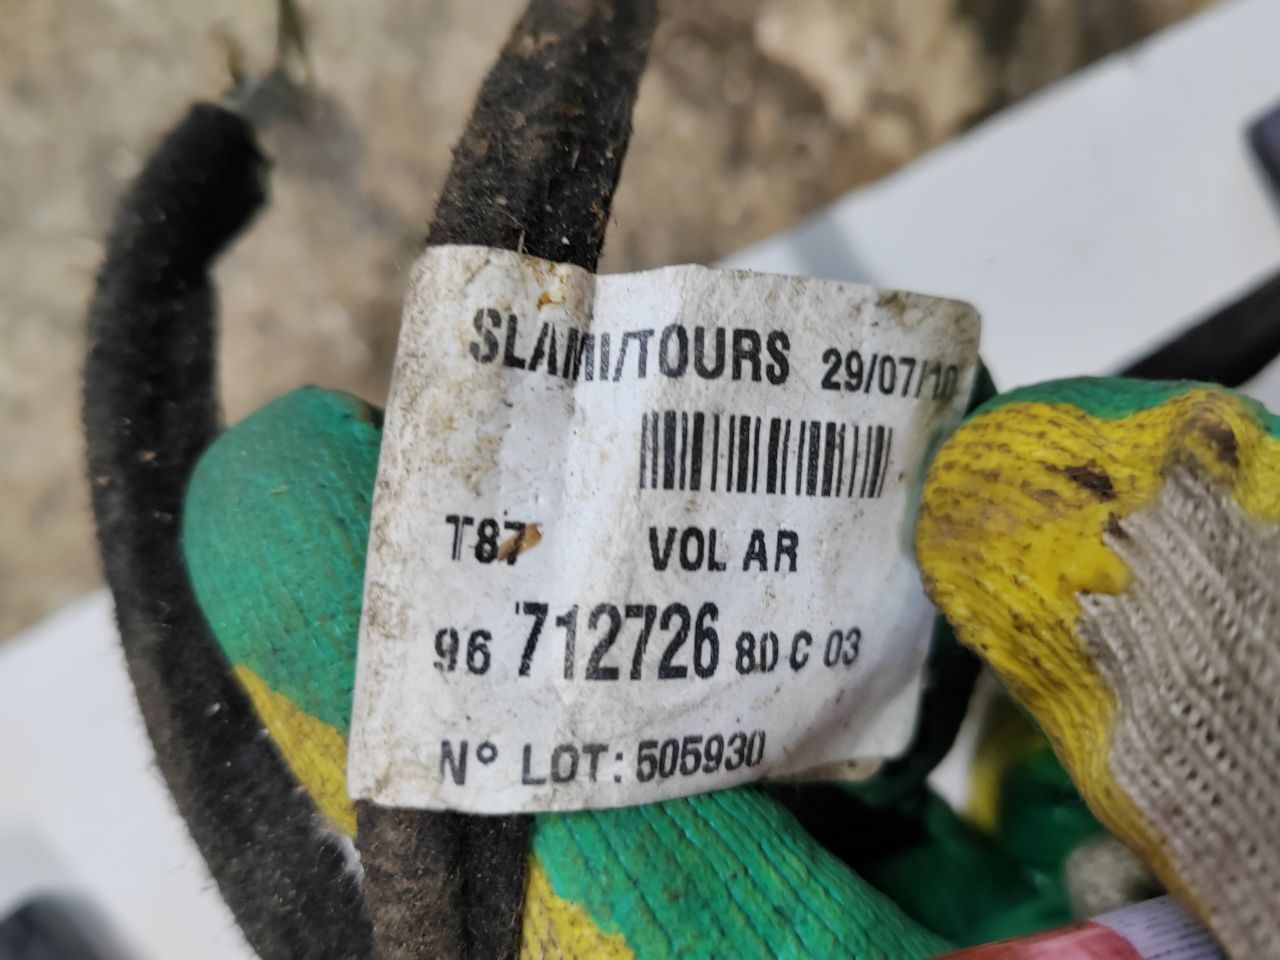 SLAMI/TOURS 29/07/10
T87 VOL AR
96 712726 80 C 03
N° LOT: 505930